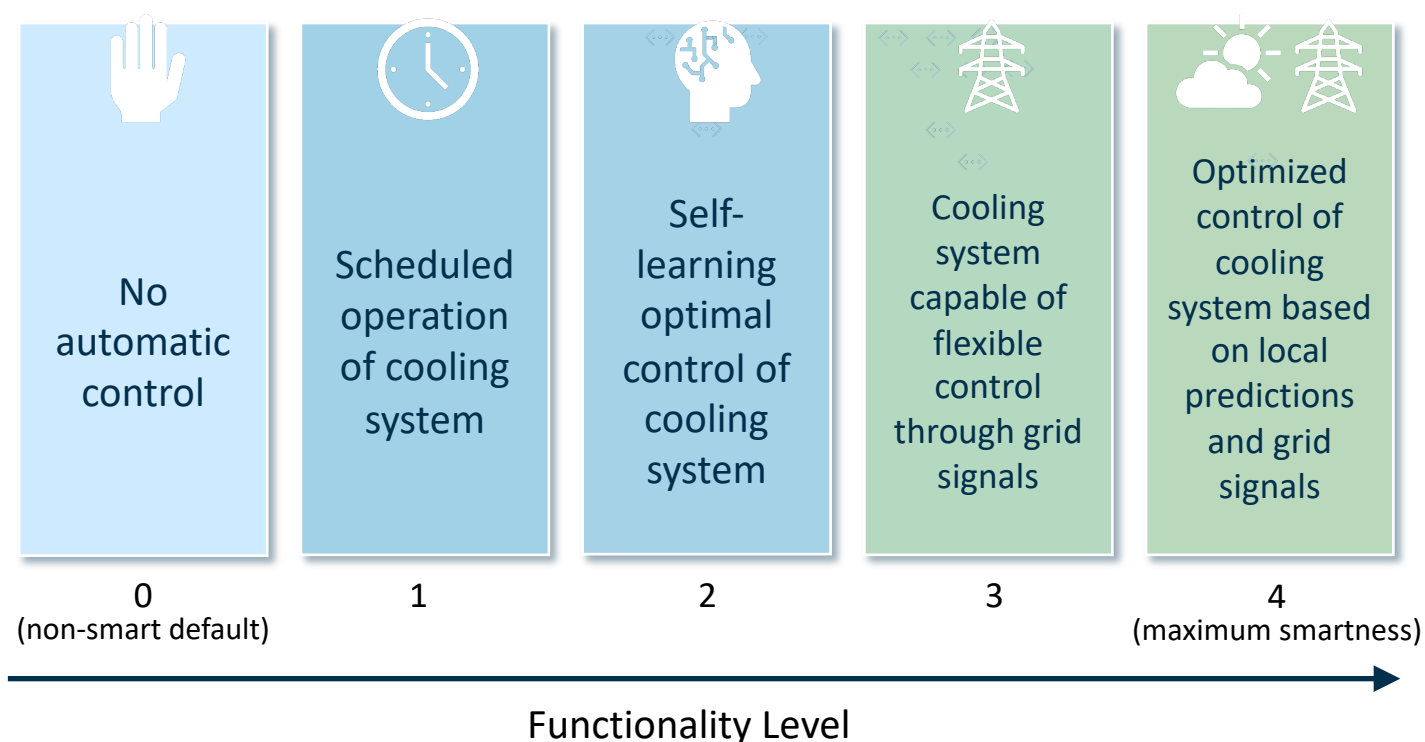 No
automatic
control
Scheduled
operation
of cooling
system
Self-
learning
optimal
control of
cooling
system
Cooling
system
capable of
flexible
control
through grid
signals
Optimized
control of
cooling
system based
on local
predictions
and grid
signals
0
(non-smart default)
1
2
3
4
(maximum smartness)
Functionality Level